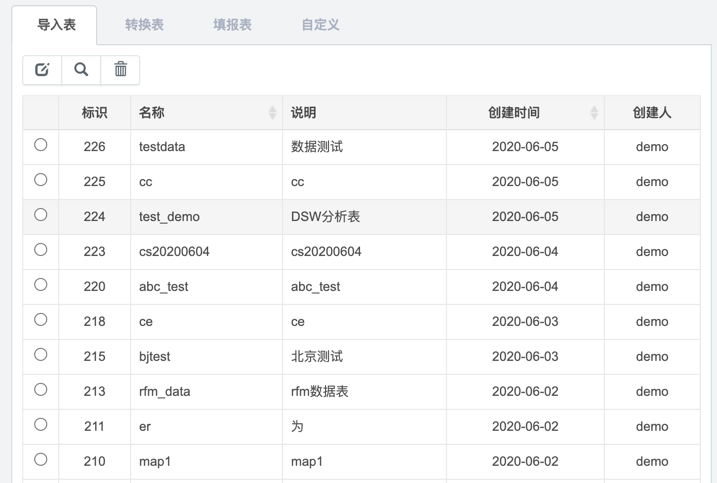 导入表 转换表 填报表 自定义
标识 名称 说明 创建时间 创建人
226 testdata 数据测试 2020-06-05 demo
225 cc cc 2020-06-05 demo
224 test_demo DSW分析表 2020-06-05 demo
223 cs20200604 cs20200604 2020-06-04 demo
220 abc_test abc_test 2020-06-04 demo
218 ce ce 2020-06-03 demo
215 bjtest 北京测试 2020-06-03 demo
213 rfm_data rfm数据表 2020-06-02 demo
211 er 为 2020-06-02 demo
210 map1 map1 2020-06-02 demo